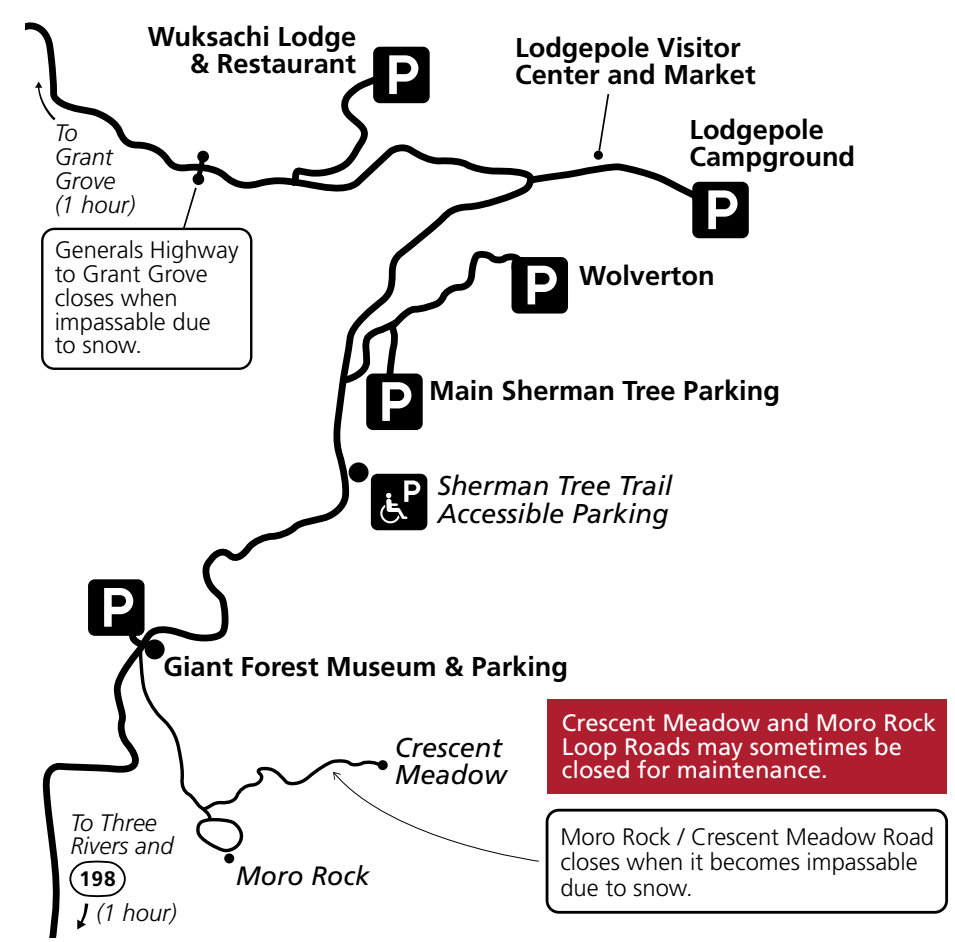 Wuksachi Lodge
& Restaurant
P
Lodgepole Visitor
Center and Market
Lodgepole
Campground
P
To
Grant
Grove
(1 hour)
Generals Highway
to Grant Grove
closes when
impassable due
to snow.
P
Wolverton
P
Main Sherman Tree Parking
P
Sherman Tree Trail
Accessible Parking
P
Giant Forest Museum & Parking
Crescent Meadow and Moro Rock
Loop Roads may sometimes be
closed for maintenance.
Crescent
Meadow
To Three
Rivers and
198
(1 hour)
Moro Rock
Moro Rock / Crescent Meadow Road
closes when it becomes impassable
due to snow.